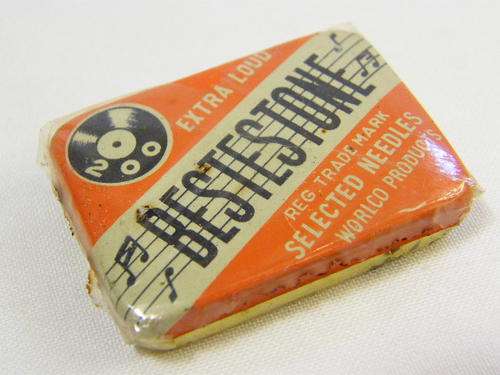 200
EXTRA LOUD
BESTESTONE
REG. TRADE MARK
SELECTED NEEDLES
WORLCO PRODUCTS